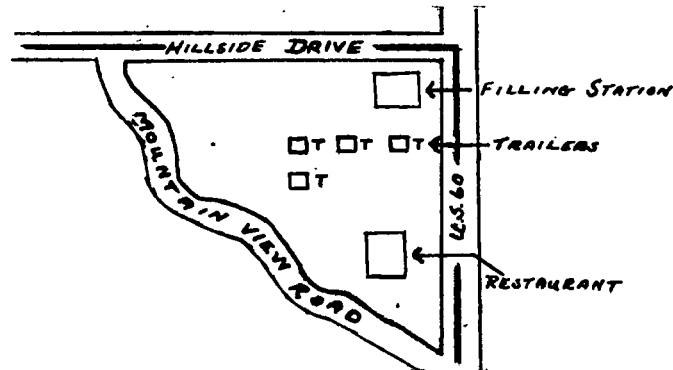 HILLSIDE DRIVE
FILLING STATION
T T T TRAILERS
T
U.S. 60
MOUNTAIN VIEW ROAD
RESTAURANT